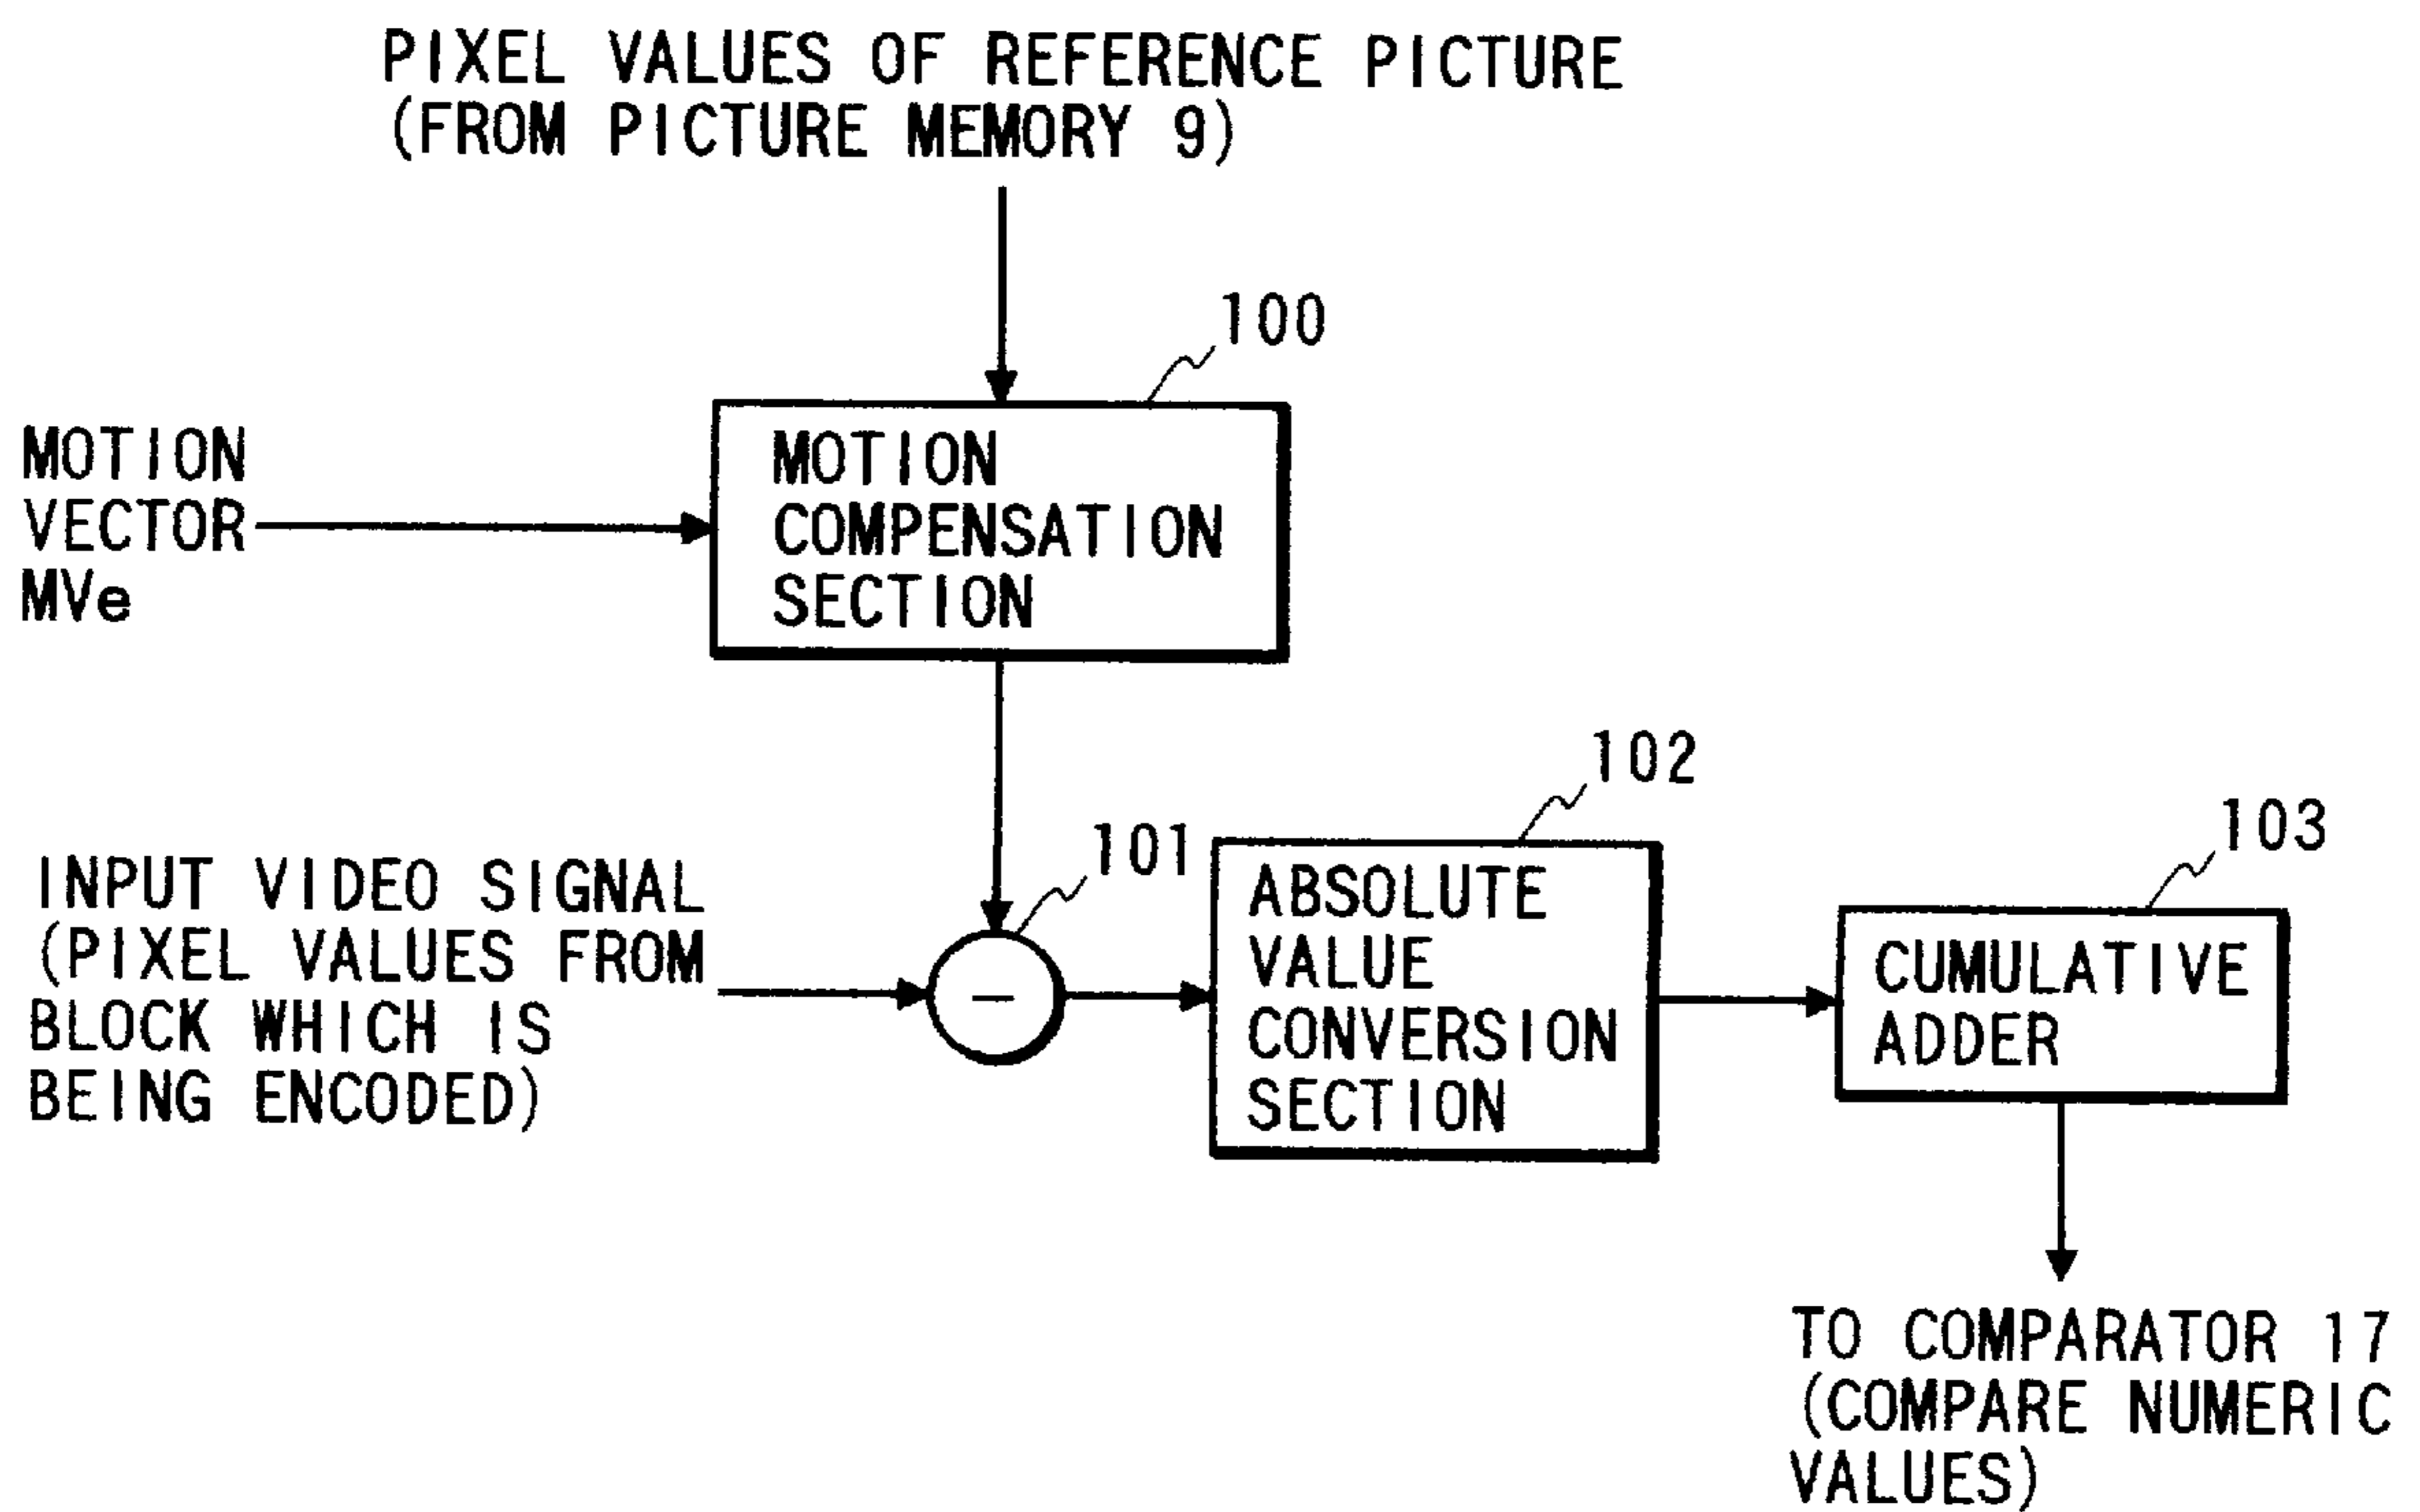 PIXEL VALUES OF REFERENCE PICTURE
(FROM PICTURE MEMORY 9)
100
MOTION
VECTOR
MVe
MOTION
COMPENSATION
SECTION
INPUT VIDEO SIGNAL
(PIXEL VALUES FROM
BLOCK WHICH IS
BEING ENCODED)
101
–
102
ABSOLUTE
VALUE
CONVERSION
SECTION
103
CUMULATIVE
ADDER
TO COMPARATOR 17
(COMPARE NUMERIC
VALUES)